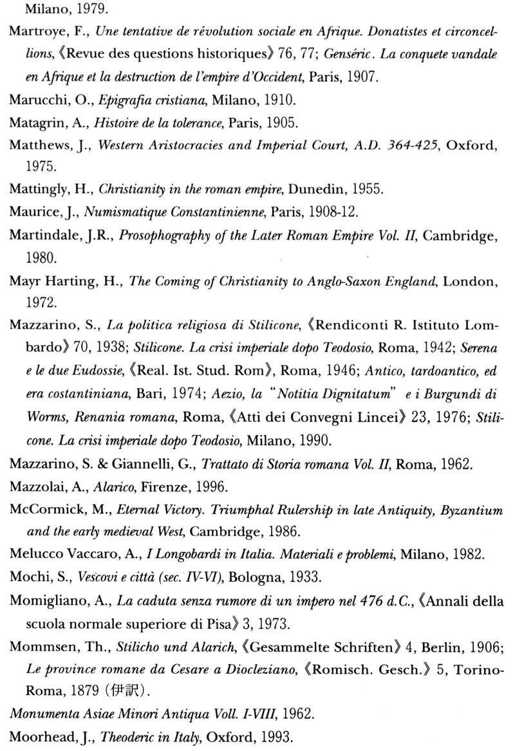 Milano, 1979.
Martroye, F., Une tentative de révolution sociale en Afrique. Donatistes et circoncel-
lions, 《Revue des questions historiques》 76, 77; Genséric. La conquete vandale
en Afrique et la destruction de l'empire d'Occident, Paris, 1907.
Marucchi, O., Epigrafia cristiana, Milano, 1910.
Matagrin, A., Histoire de la tolerance, Paris, 1905.
Matthews, J., Western Aristocracies and Imperial Court, A.D. 364-425, Oxford,
1975.
Mattingly, H., Christianity in the roman empire, Dunedin, 1955.
Maurice, J., Numismatique Constantinienne, Paris, 1908-12.
Martindale, J.R., Prosophography of the Later Roman Empire Vol. II, Cambridge,
1980.
Mayr Harting, H., The Coming of Christianity to Anglo-Saxon England, London,
1972.
Mazzarino, S., La politica religiosa di Stilicone, 《Rendiconti R. Istituto Lom-
bardo》 70, 1938; Stilicone. La crisi imperiale dopo Teodosio, Roma, 1942; Serena
e le due Eudossie, 《Real. Ist. Stud. Rom》, Roma, 1946; Antico, tardoantico, ed
era costantiniana, Bari, 1974; Aezio, la "Notitia Dignitatum" e i Burgundi di
Worms, Renania romana, Roma, 《Atti dei Convegni Lincei》 23, 1976; Stili-
cone. La crisi imperiale dopo Teodosio, Milano, 1990.
Mazzarino, S. & Giannelli, G., Trattato di Storia romana Vol. II, Roma, 1962.
Mazzolai, A., Alarico, Firenze, 1996.
McCormick, M., Eternal Victory. Triumphal Rulership in late Antiquity, Byzantium
and the early medieval West, Cambridge, 1986.
Melucco Vaccaro, A., I Longobardi in Italia. Materiali e problemi, Milano, 1982.
Mochi, S., Vescovi e città (sec. IV-VI), Bologna, 1933.
Momigliano, A., La caduta senza rumore di un impero nel 476 d.C., 《Annali della
scuola normale superiore di Pisa》 3, 1973.
Mommsen, Th., Stilicho und Alarich, 《Gesammelte Schriften》 4, Berlin, 1906;
Le province romane da Cesare a Diocleziano, 《Romisch. Gesch.》 5, Torino-
Roma, 1879 (伊訳).
Monumenta Asiae Minori Antiqua Voll. I-VIII, 1962.
Moorhead, J., Theoderic in Italy, Oxford, 1993.